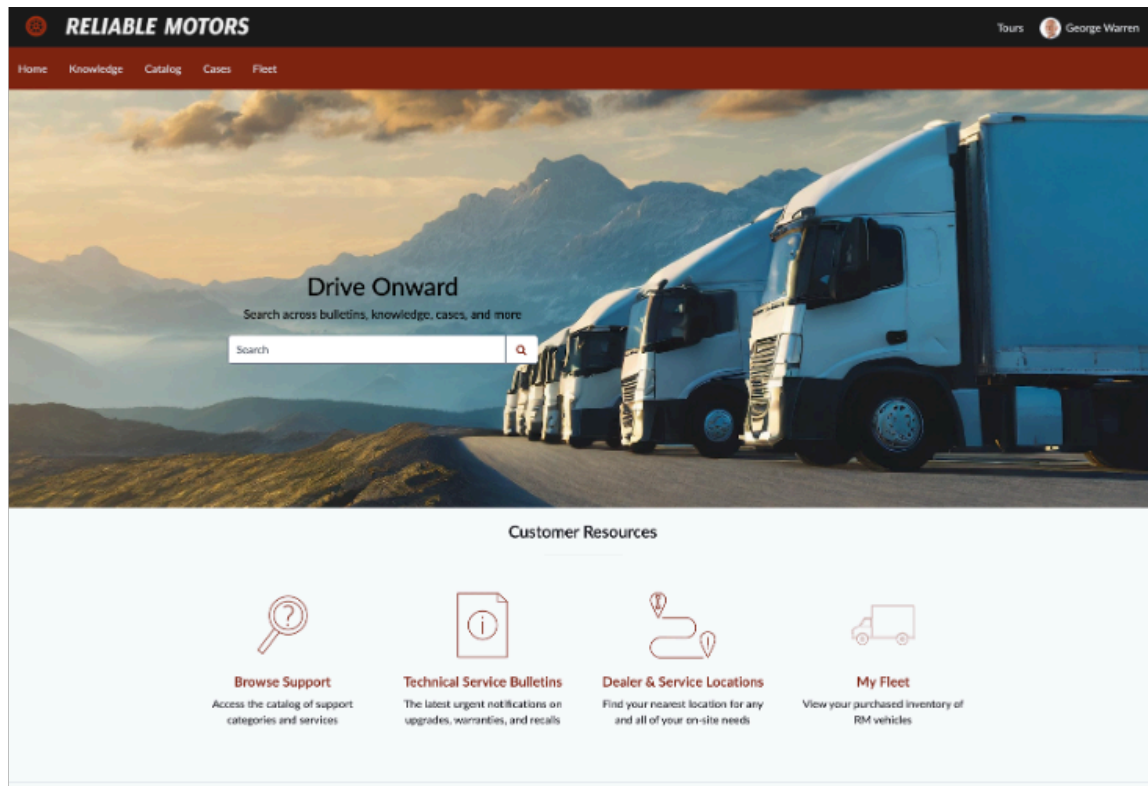 RELIABLE MOTORS
Tours George Warren
Home Knowledge Catalog Cases Fleet
Drive Onward
Search across bulletins, knowledge, cases, and more
Search
Customer Resources
Browse Support
Access the catalog of support
categories and services
Technical Service Bulletins
The latest urgent notifications on
upgrades, warranties, and recalls
Dealer & Service Locations
Find your nearest location for any
and all of your on-site needs
My Fleet
View your purchased inventory of
RM vehicles